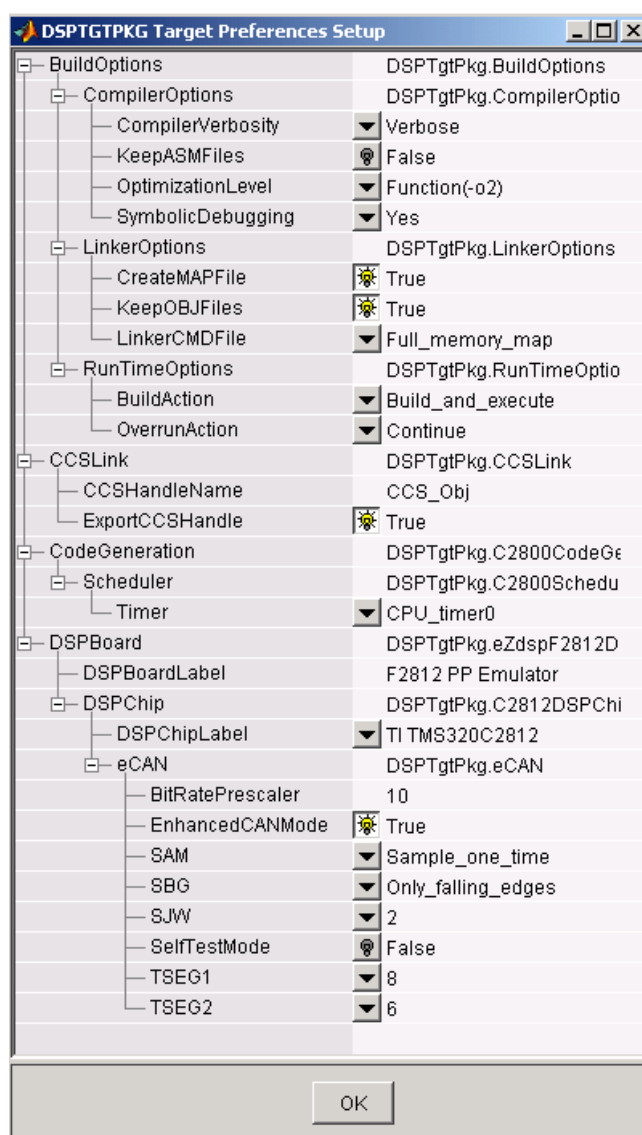 DSPTGTPKG Target Preferences Setup
BuildOptions DSPTgtPkg.BuildOptions
CompilerOptions DSPTgtPkg.CompilerOptio
CompilerVerbosity Verbose
KeepASMFiles False
OptimizationLevel Function(-o2)
SymbolicDebugging Yes
LinkerOptions DSPTgtPkg.LinkerOptions
CreateMAPFile True
KeepOBJFiles True
LinkerCMDFile Full_memory_map
RunTimeOptions DSPTgtPkg.RunTimeOptio
BuildAction Build_and_execute
OverrunAction Continue
CCSLink DSPTgtPkg.CCSLink
CCSHandleName CCS_Obj
ExportCCSHandle True
CodeGeneration DSPTgtPkg.C2800CodeGe
Scheduler DSPTgtPkg.C2800Schedu
Timer CPU_timer0
DSPBoard DSPTgtPkg.eZdspF2812D
DSPBoardLabel F2812 PP Emulator
DSPChip DSPTgtPkg.C2812DSPChi
DSPChipLabel TI TMS320C2812
eCAN DSPTgtPkg.eCAN
BitRatePrescaler 10
EnhancedCANMode True
SAM Sample_one_time
SBG Only_falling_edges
SJW 2
SelfTestMode False
TSEG1 8
TSEG2 6
OK